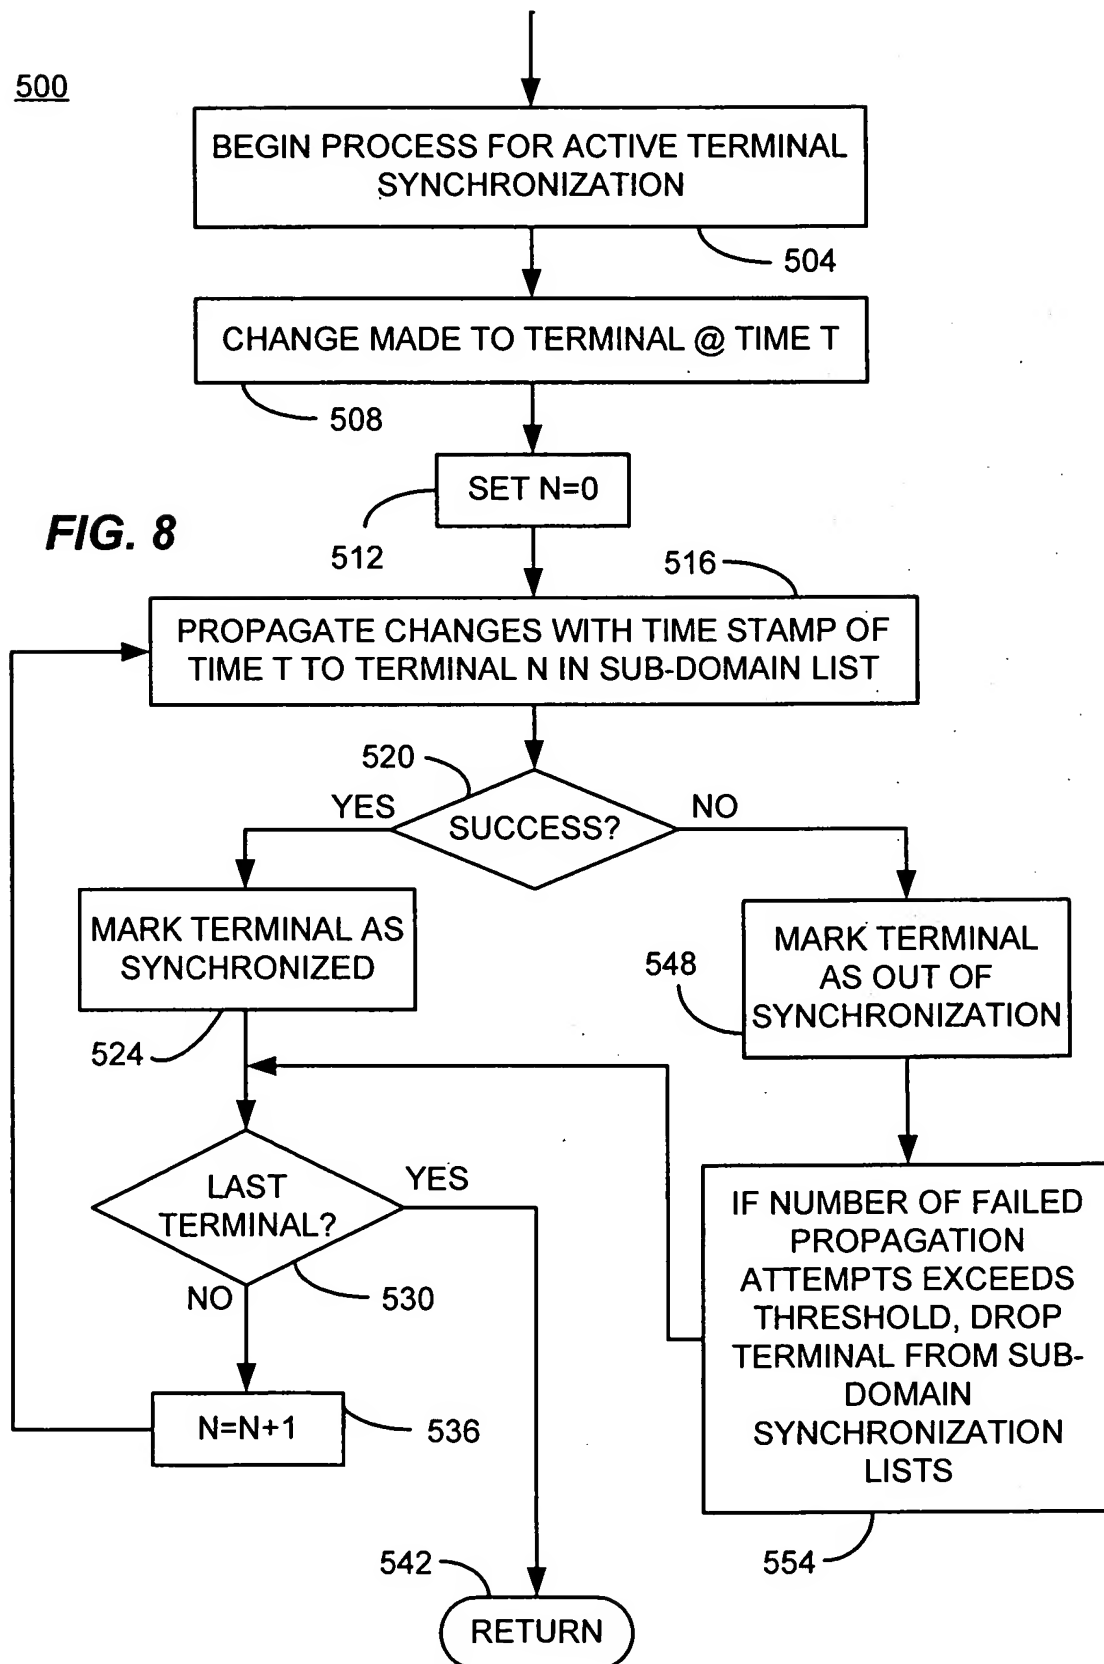 500
BEGIN PROCESS FOR ACTIVE TERMINAL
SYNCHRONIZATION
504
CHANGE MADE TO TERMINAL @ TIME T
508
SET N=0
512
FIG. 8
516
PROPAGATE CHANGES WITH TIME STAMP OF
TIME T TO TERMINAL N IN SUB-DOMAIN LIST
520
YES
SUCCESS?
NO
MARK TERMINAL AS
SYNCHRONIZED
524
MARK TERMINAL
AS OUT OF
SYNCHRONIZATION
548
LAST
TERMINAL?
YES
NO
530
N=N+1
536
IF NUMBER OF FAILED
PROPAGATION
ATTEMPTS EXCEEDS
THRESHOLD, DROP
TERMINAL FROM SUB-
DOMAIN
SYNCHRONIZATION
LISTS
554
542
RETURN